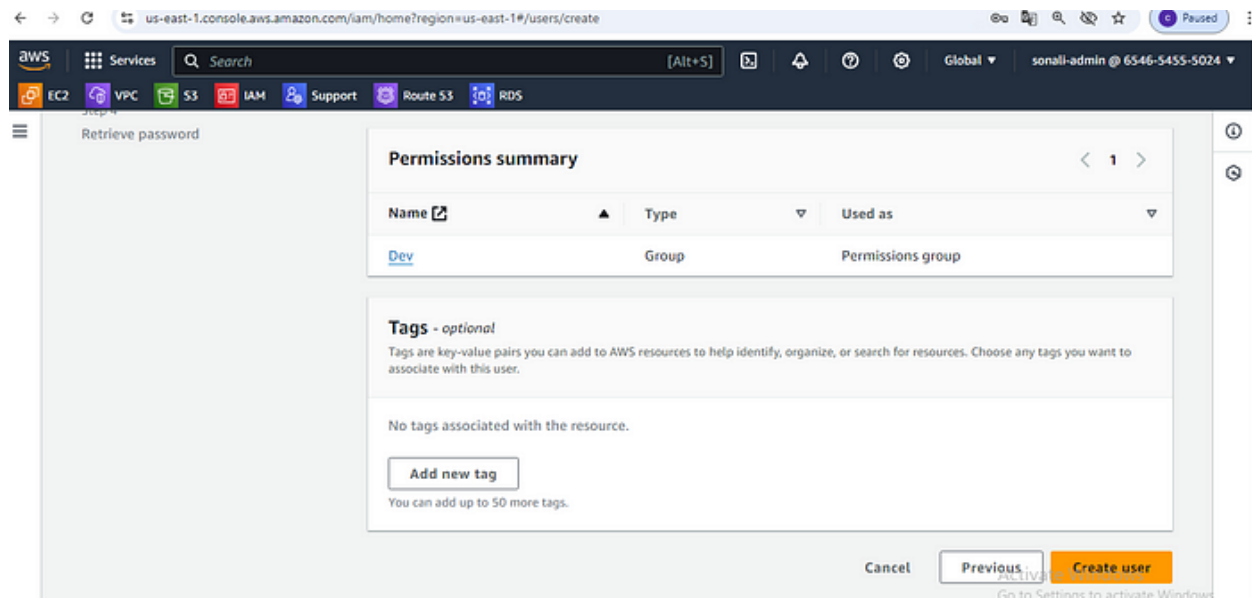 us-east-1.console.aws.amazon.com/iam/home?region=us-east-1#/users/create
C Paused
aws Services Search [Alt+S] Global sonali-admin @ 6546-5455-5024
EC2 VPC S3 IAM Support Route 53 RDS
Step 4
Retrieve password
Permissions summary
1
Name Type Used as
Dev Group Permissions group
Tags - optional
Tags are key-value pairs you can add to AWS resources to help identify, organize, or search for resources. Choose any tags you want to
associate with this user.
No tags associated with the resource.
Add new tag
You can add up to 50 more tags.
Cancel Previous Create user
Go to Settings to activate Windows